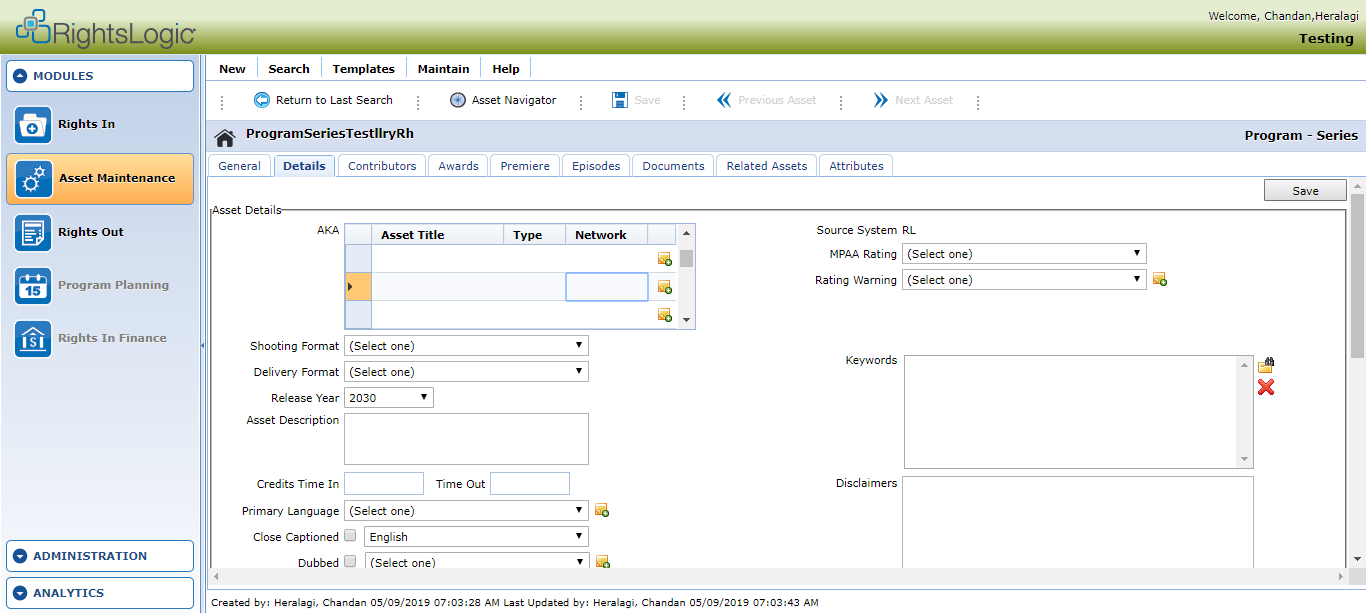 RightsLogic
Welcome, Chandan,Heralagi
Testing
MODULES
Rights In
Asset Maintenance
Rights Out
15
Program Planning
Rights In Finance
ADMINISTRATION
ANALYTICS
New Search Templates Maintain Help
Return to Last Search Asset Navigator Save Previous Asset Next Asset
ProgramSeriesTestllryRh Program - Series
General Details Contributors Awards Premiere Episodes Documents Related Assets Attributes
Save
Asset Details
AKA Asset Title Type Network
Source System RL
MPAA Rating (Select one)
Rating Warning (Select one)
Shooting Format (Select one)
Delivery Format (Select one)
Release Year 2030
Asset Description
Keywords
Credits Time In Time Out
Disclaimers
Primary Language (Select one)
Close Captioned English
Dubbed (Select one)
Created by: Heralagi, Chandan 05/09/2019 07:03:28 AM Last Updated by: Heralagi, Chandan 05/09/2019 07:03:43 AM